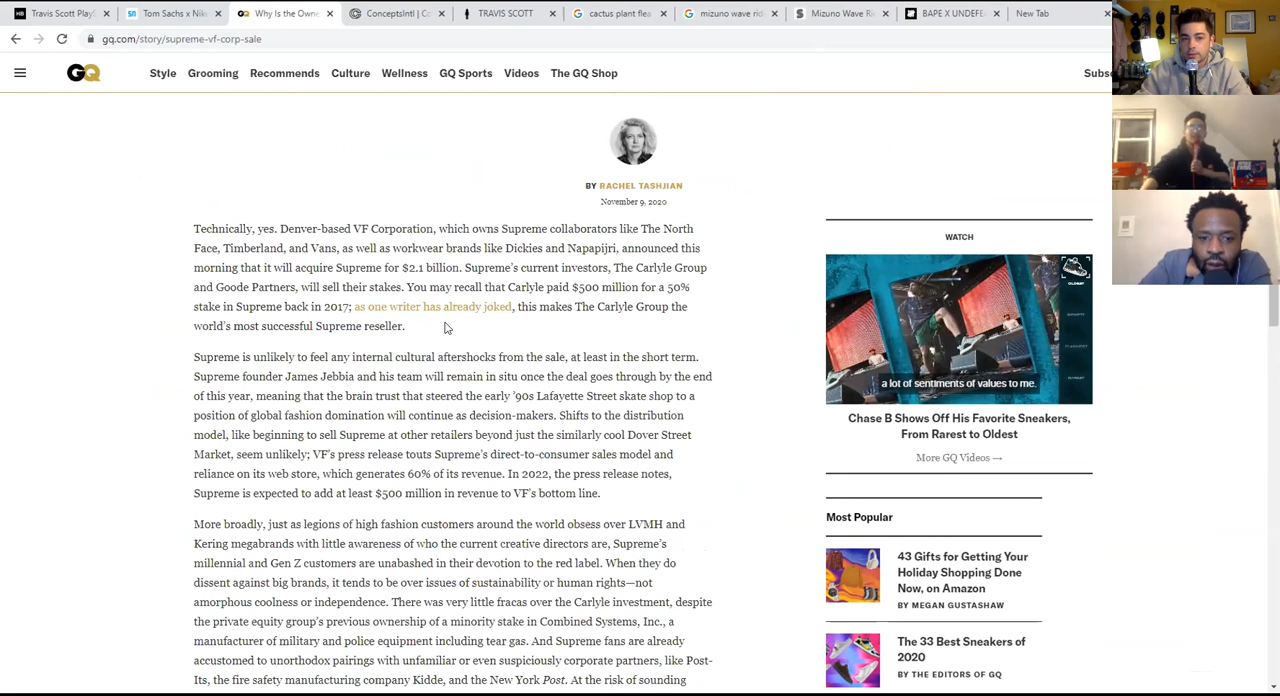 Travis Scott PlayS
Tom Sachs x Nik
Why Is the Owne
ConceptsIntl | Co
TRAVIS SCOTT
cactus plant flea
mizuno wave rid
Mizuno Wave Ri
BAPE X UNDEFE
New Tab
gq.com/story/supreme-vf-corp-sale
GQ
Style
Grooming
Recommends
Culture
Wellness
GQ Sports
Videos
The GQ Shop
Subsc
BY RACHEL TASHJIAN
November 9, 2020
Technically, yes. Denver-based VF Corporation, which owns Supreme collaborators like The North
Face, Timberland, and Vans, as well as workwear brands like Dickies and Napapijri, announced this
morning that it will acquire Supreme for $2.1 billion. Supreme's current investors, The Carlyle Group
and Goode Partners, will sell their stakes. You may recall that Carlyle paid $500 million for a 50%
stake in Supreme back in 2017; as one writer has already joked, this makes The Carlyle Group the
world's most successful Supreme reseller.
Supreme is unlikely to feel any internal cultural aftershocks from the sale, at least in the short term.
Supreme founder James Jebbia and his team will remain in situ once the deal goes through by the end
of this year, meaning that the brain trust that steered the early '90s Lafayette Street skate shop to a
position of global fashion domination will continue as decision-makers. Shifts to the distribution
model, like beginning to sell Supreme at other retailers beyond just the similarly cool Dover Street
Market, seem unlikely; VF's press release touts Supreme's direct-to-consumer sales model and
reliance on its web store, which generates 60% of its revenue. In 2022, the press release notes,
Supreme is expected to add at least $500 million in revenue to VF's bottom line.
More broadly, just as legions of high fashion customers around the world obsess over LVMH and
Kering megabrands with little awareness of who the current creative directors are, Supreme's
millennial and Gen Z customers are unabashed in their devotion to the red label. When they do
dissent against big brands, it tends to be over issues of sustainability or human rights—not
amorphous coolness or independence. There was very little fracas over the Carlyle investment, despite
the private equity group's previous ownership of a minority stake in Combined Systems, Inc., a
manufacturer of military and police equipment including tear gas. And Supreme fans are already
accustomed to unorthodox pairings with unfamiliar or even suspiciously corporate partners, like Post-
Its, the fire safety manufacturing company Kidde, and the New York Post. At the risk of sounding
WATCH
a lot of sentiments of values to me.
Chase B Shows Off His Favorite Sneakers,
From Rarest to Oldest
More GQ Videos →
Most Popular
43 Gifts for Getting Your
Holiday Shopping Done
Now, on Amazon
BY MEGAN GUSTASHAW
The 33 Best Sneakers of
2020
BY THE EDITORS OF GQ